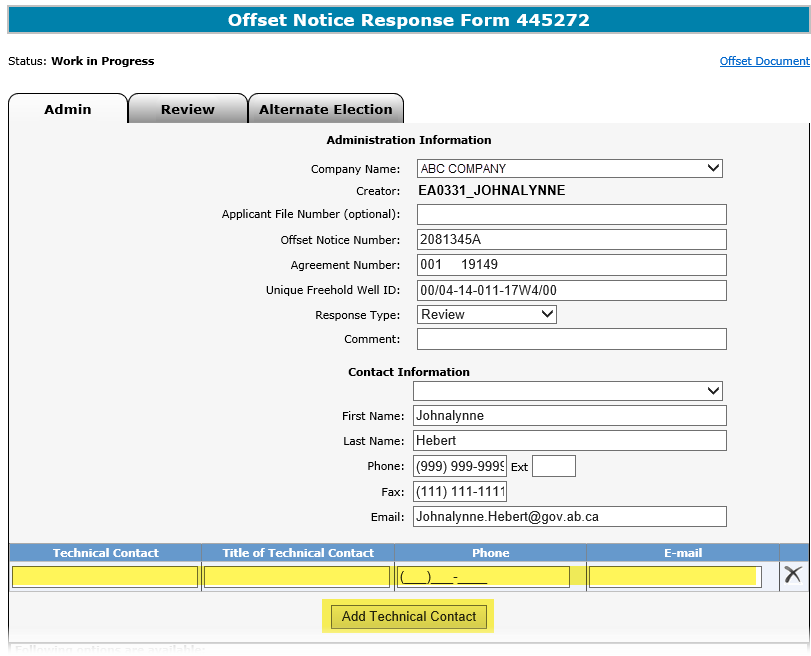 Offset Notice Response Form 445272
Status: Work in Progress
Offset Document
Admin
Review
Alternate Election
Administration Information
Company Name: ABC COMPANY
Creator: EA0331_JOHNALYNNE
Applicant File Number (optional):
Offset Notice Number: 2081345A
Agreement Number: 001 19149
Unique Freehold Well ID: 00/04-14-011-17W4/00
Response Type: Review
Comment:
Contact Information
First Name: Johnalynne
Last Name: Hebert
Phone: (999) 999-9999 Ext
Fax: (111) 111-1111
Email: Johnalynne.Hebert@gov.ab.ca
Technical Contact Title of Technical Contact Phone E-mail
(___)___-____
Add Technical Contact
Following options are available: